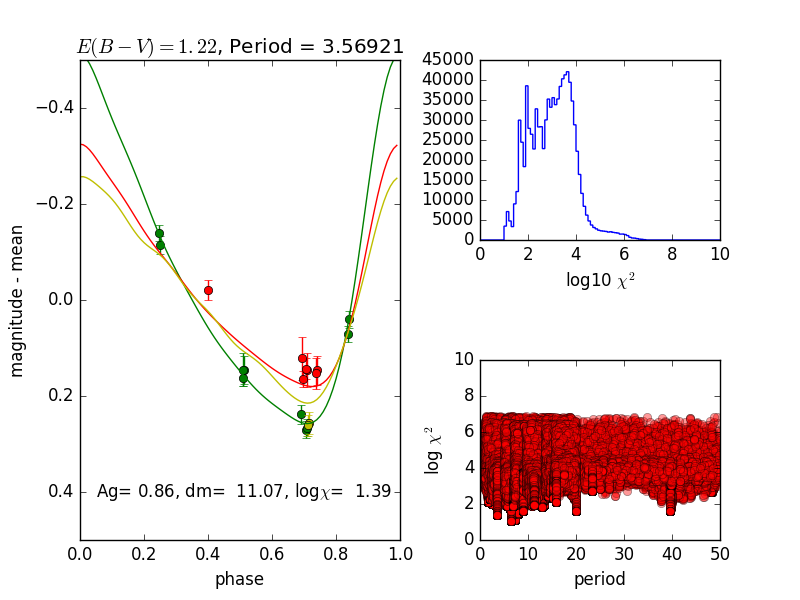 E(B − V) = 1.22, Period = 3.56921
−0.4
−0.2
0.0
0.2
0.4
magnitude - mean
Ag= 0.86, dm= 11.07, logχ= 1.39
0.0 0.2 0.4 0.6 0.8 1.0
phase
45000
40000
35000
30000
25000
20000
15000
10000
5000
0
0 2 4 6 8 10
log10 χ²
10
8
6
4
2
0
log χ²
0 10 20 30 40 50
period